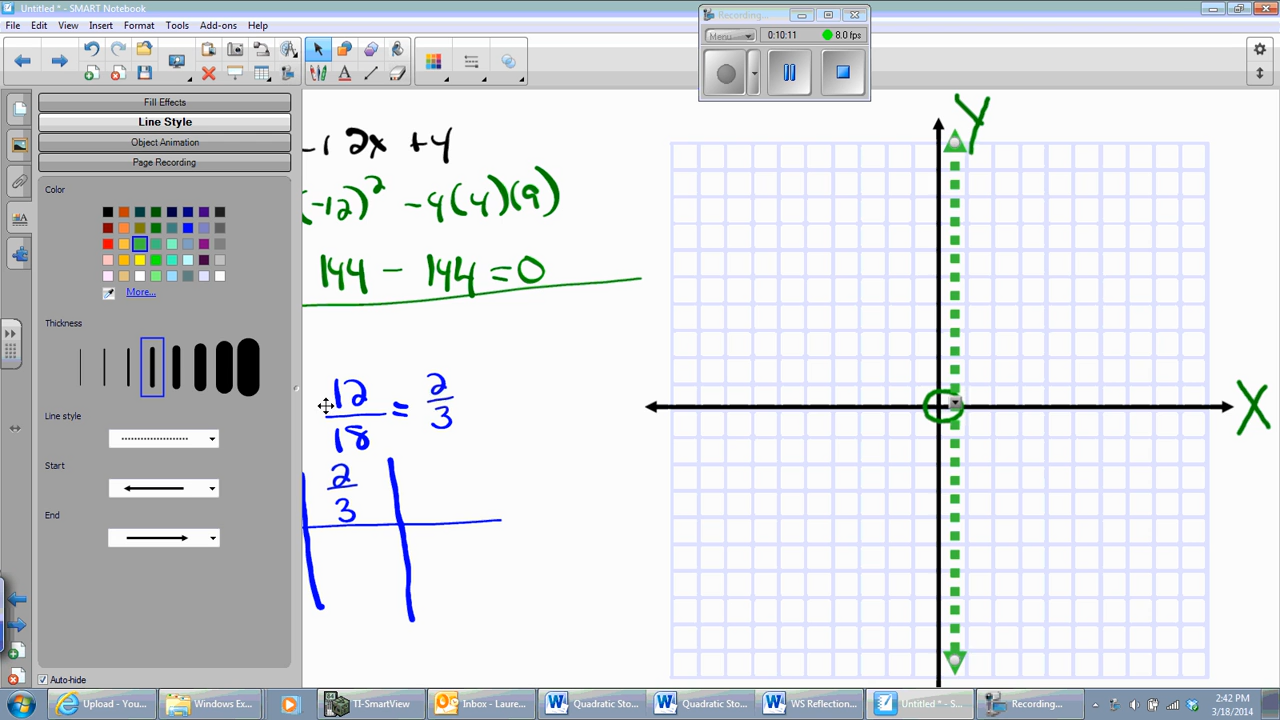 Untitled * - SMART Notebook
Recording...
File Edit View Insert Format Tools Add-ons Help
Menu 0:10:11 8.0 fps
Fill Effects
Line Style
Object Animation
Page Recording
Color
More...
Thickness
Line style
Start
End
Auto-hide
-12x +4
(-12)² -4(4)(9)
144 - 144 = 0
12/18 = 2/3
2/3
Y
X
Upload - You... Windows Ex... TI-SmartView Inbox - Laure... Quadratic Sto... Quadratic Sto... WS Reflection... Untitled * - S... Recording...
2:42 PM
3/18/2014